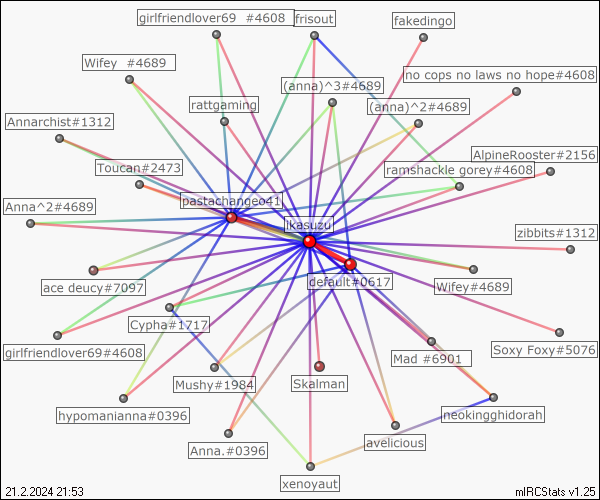 girlfriendlover69 #4608
frisout
fakedingo
Wifey #4689
(anna)^3#4689
no cops no laws no hope#4608
rattgaming
(anna)^2#4689
Annarchist#1312
AlpineRooster#2156
Toucan#2473
ramshackle gorey#4608
pastachangeo41
Anna^2#4689
ikasuzu
zibbits#1312
default#0617
ace deucy#7097
Wifey#4689
Cypha#1717
girlfriendlover69#4608
Mad #6901
Soxy Foxy#5076
Mushy#1984
Skalman
hypomanianna#0396
neokingghidorah
avelicious
Anna.#0396
xenoyaut
21.2.2024 21:53
mIRCStats v1.25